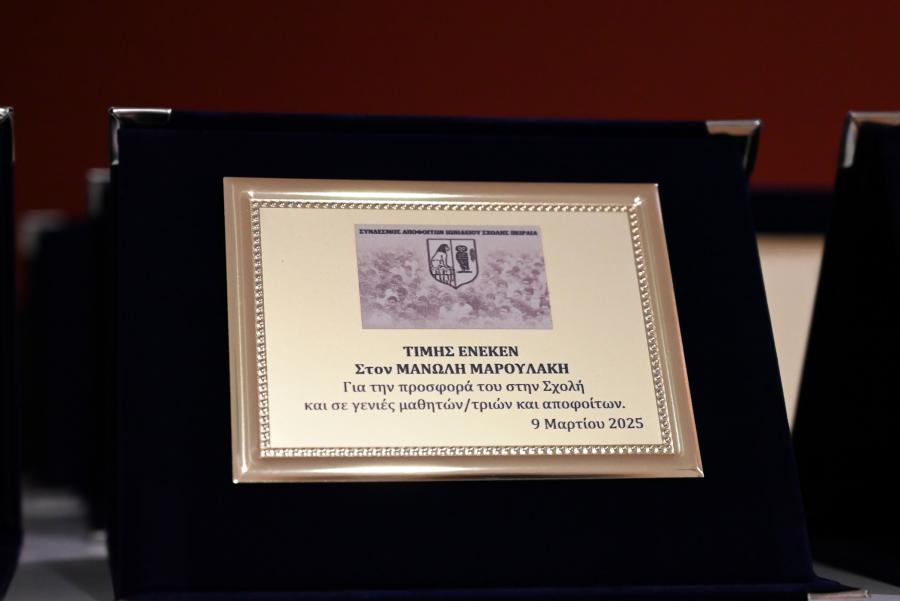 ΣΥΝΔΕΣΜΟΣ ΑΠΟΦΟΙΤΩΝ ΙΩΝΙΔΕΙΟΥ ΣΧΟΛΗΣ ΠΕΙΡΑΙΑ
ΤΙΜΗΣ ΕΝΕΚΕΝ
Στον ΜΑΝΩΛΗ ΜΑΡΟΥΛΑΚΗ
Για την προσφορά του στην Σχολή
και σε γενιές μαθητών/τριών και αποφοίτων.
9 Μαρτίου 2025